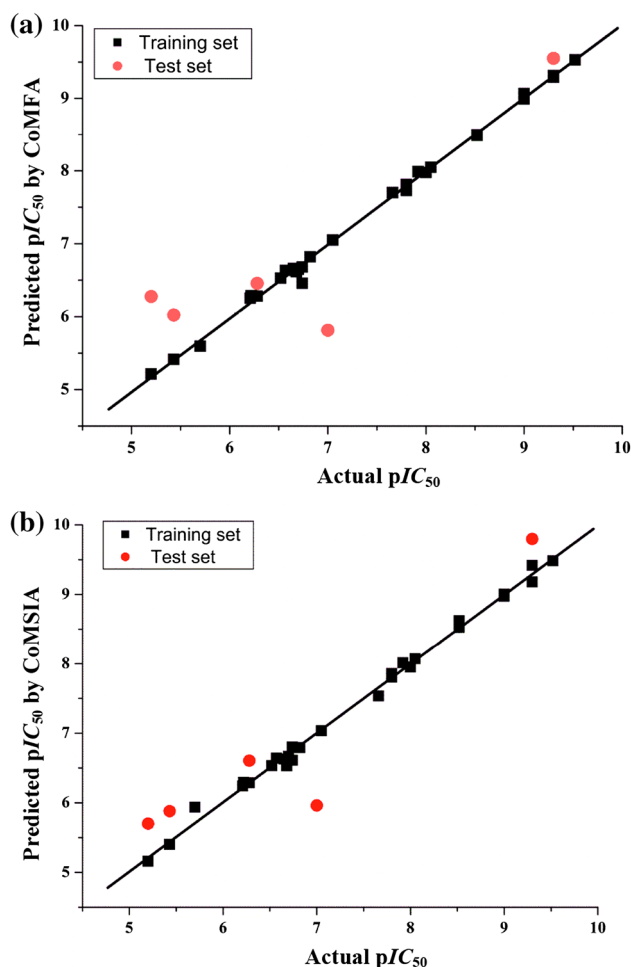 (a)
Training set
Test set
Predicted pIC50 by CoMFA
10
9
8
7
6
5
5 6 7 8 9 10
Actual pIC50
(b)
Training set
Test set
Predicted pIC50 by CoMSIA
10
9
8
7
6
5
5 6 7 8 9 10
Actual pIC50